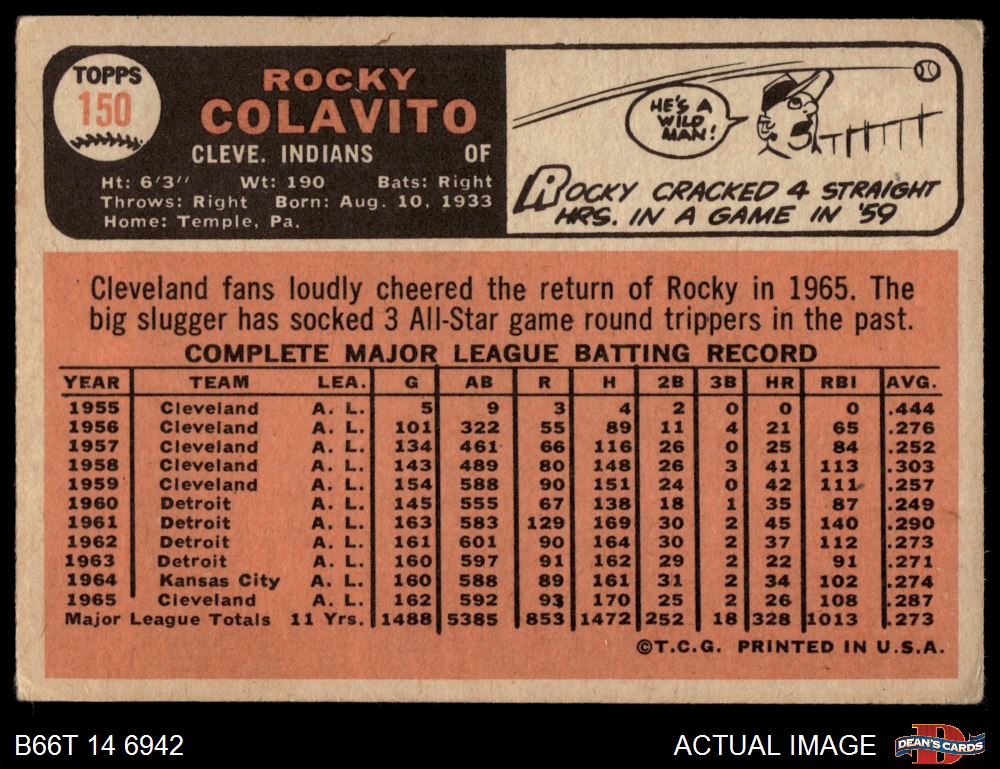 TOPPS
150
ROCKY
COLAVITO
CLEVE. INDIANS OF
Ht: 6'3" Wt: 190 Bats: Right
Throws: Right Born: Aug. 10, 1933
Home: Temple, Pa.
HE'S A
WILD
MAN!
ROCKY CRACKED 4 STRAIGHT
HRS. IN A GAME IN '59
Cleveland fans loudly cheered the return of Rocky in 1965. The
big slugger has socked 3 All-Star game round trippers in the past.
COMPLETE MAJOR LEAGUE BATTING RECORD
YEAR TEAM LEA. G AB R H 2B 3B HR RBI AVG.
1955 Cleveland A. L. 5 9 3 4 2 0 0 0 .444
1956 Cleveland A. L. 101 322 55 89 11 4 21 65 .276
1957 Cleveland A. L. 134 461 66 116 26 0 25 84 .252
1958 Cleveland A. L. 143 489 80 148 26 3 41 113 .303
1959 Cleveland A. L. 154 588 90 151 24 0 42 111 .257
1960 Detroit A. L. 145 555 67 138 18 1 35 87 .249
1961 Detroit A. L. 163 583 129 169 30 2 45 140 .290
1962 Detroit A. L. 161 601 90 164 30 2 37 112 .273
1963 Detroit A. L. 160 597 91 162 29 2 22 91 .271
1964 Kansas City A. L. 160 588 89 161 31 2 34 102 .274
1965 Cleveland A. L. 162 592 93 170 25 2 26 108 .287
Major League Totals 11 Yrs. 1488 5385 853 1472 252 18 328 1013 .273
©T.C.G. PRINTED IN U.S.A.
B66T 14 6942
ACTUAL IMAGE
D
DEAN'S CARDS